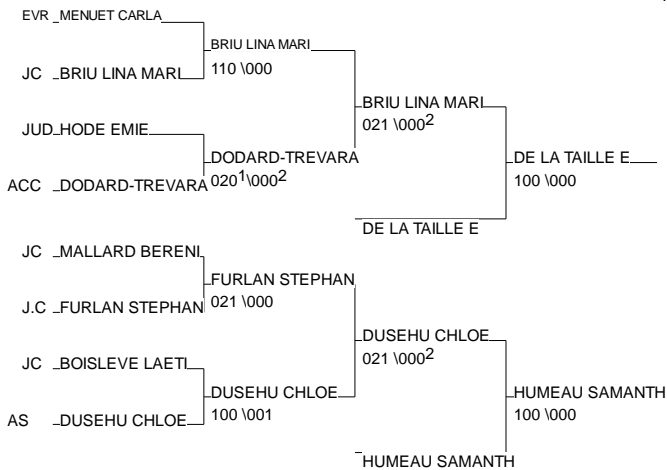 EVR MENUET CARLA
BRIU LINA MARI
110 \000
JC BRIU LINA MARI
BRIU LINA MARI
021 \000²
JUD HODE EMIE
DODARD-TREVARA
020¹\000²
ACC DODARD-TREVARA
DE LA TAILLE E
100 \000
DE LA TAILLE E
JC MALLARD BERENI
FURLAN STEPHAN
021 \000
J.C FURLAN STEPHAN
DUSEHU CHLOE
021 \000²
JC BOISLEVE LAETI
DUSEHU CHLOE
100 \001
AS DUSEHU CHLOE
HUMEAU SAMANTH
100 \000
HUMEAU SAMANTH